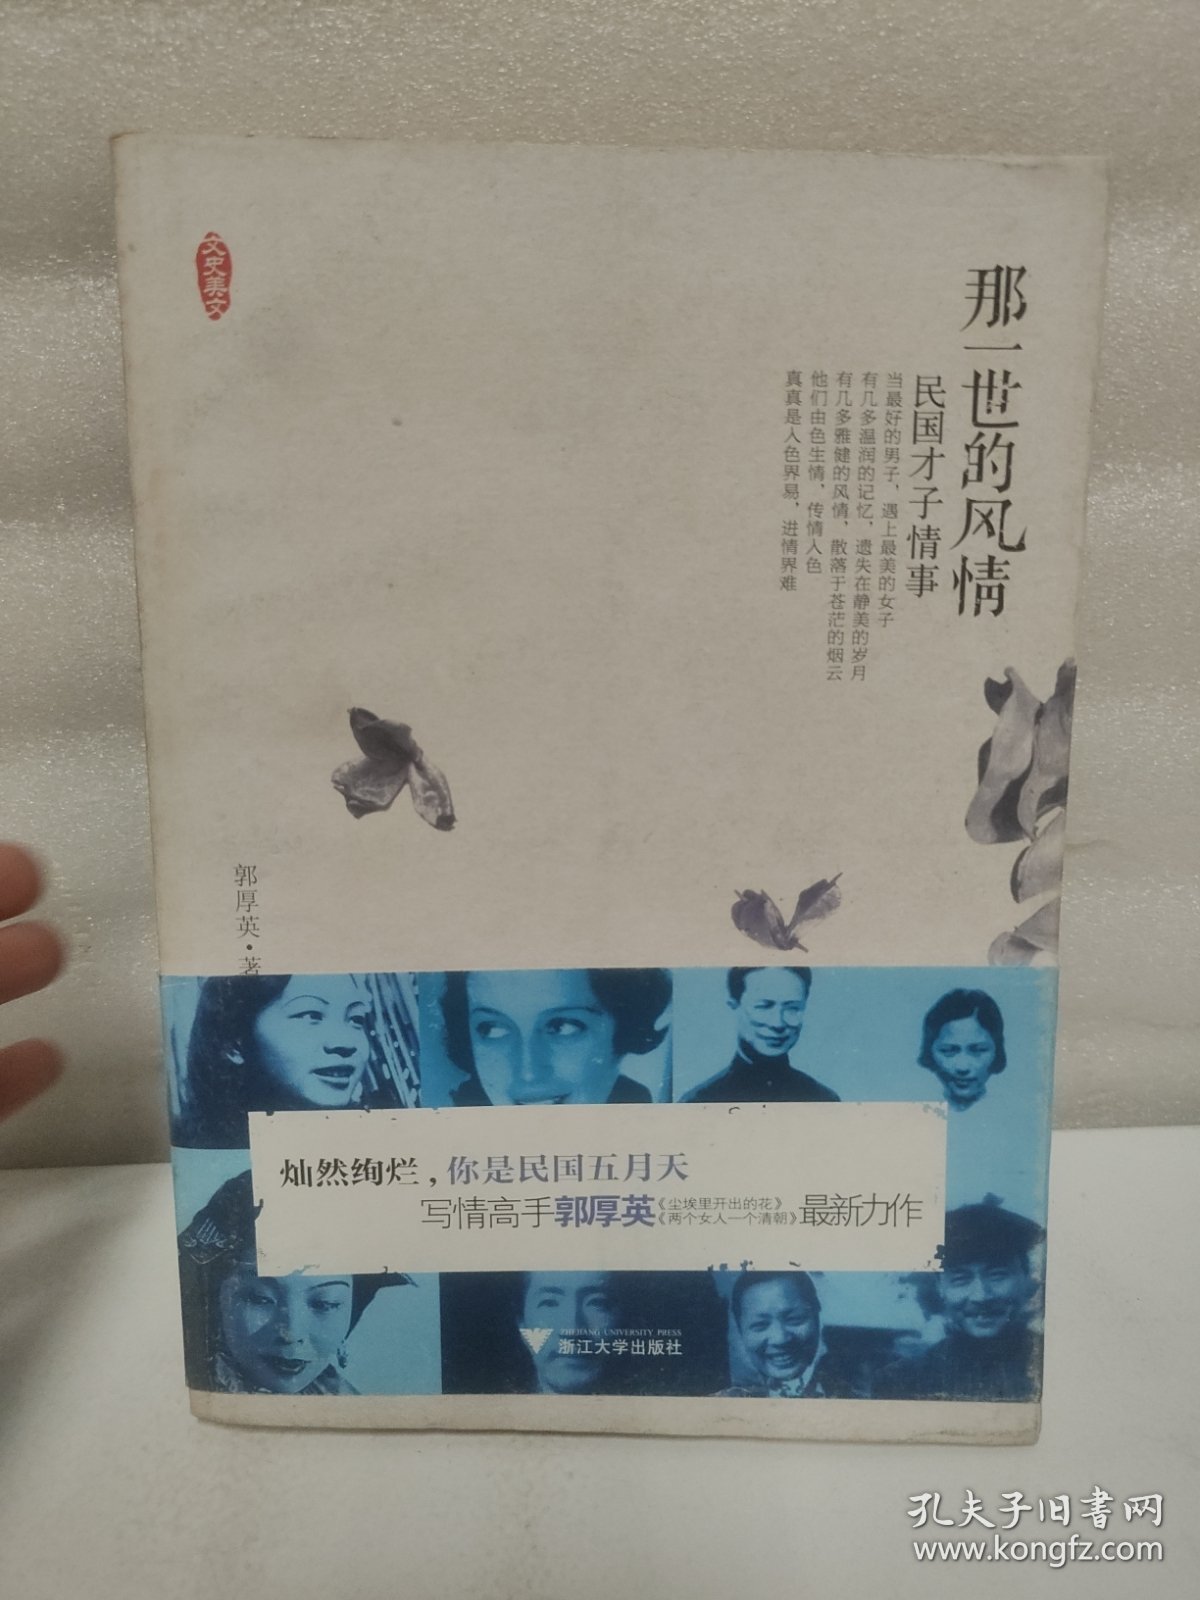 那一世的风情
民国才子情事
当最好的男子，遇上最美的女子
有几多温润的记忆，遗失在静美的岁月
有几多雅健的风情，散落于苍茫的烟云
他们由色生情，传情入色
真真是入色界易，进情界难
文史美文
郭厚英·著
灿然绚烂，你是民国五月天
写情高手郭厚英《尘埃里开出的花》《两个女人一个清朝》最新力作
ZHEJIANG UNIVERSITY PRESS
浙江大学出版社
孔夫子旧书网
www.kongfz.com